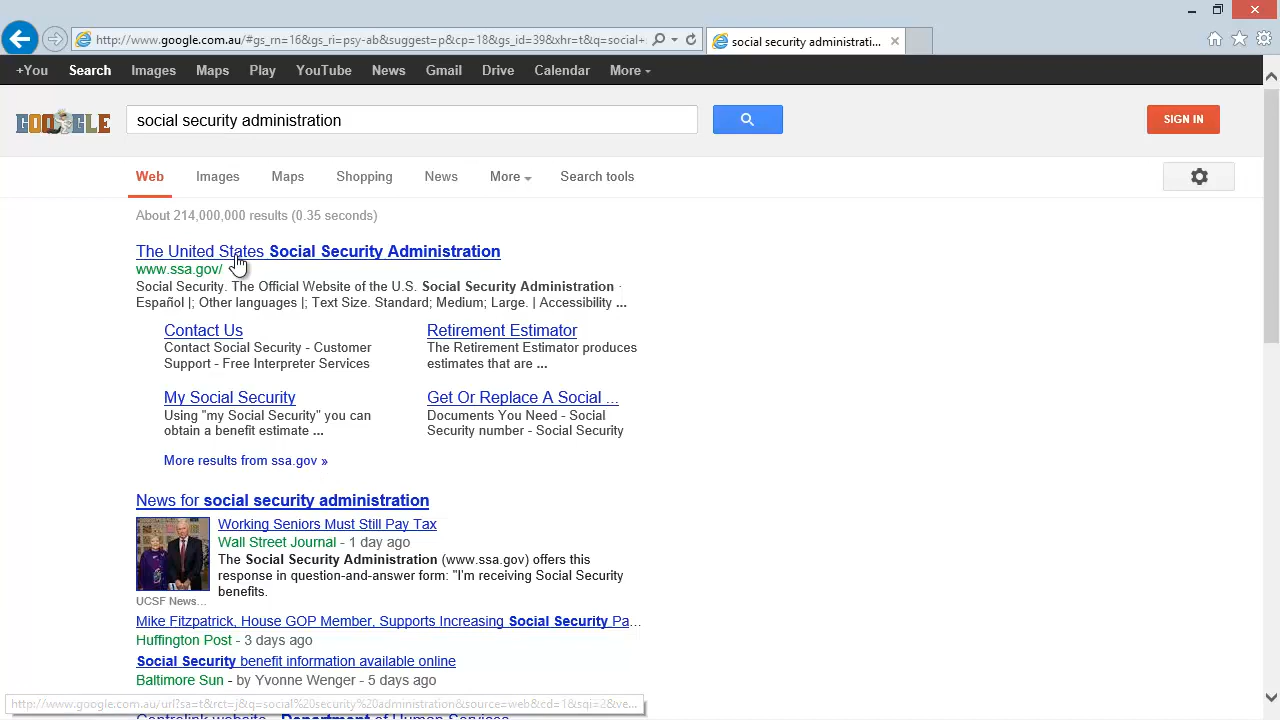 http://www.google.com.au/#gs_rn=16&gs_ri=psy-ab&suggest=p&cp=18&gs_id=39&xhr=t&q=social+
social security administrati...
+You Search Images Maps Play YouTube News Gmail Drive Calendar More
GOOGLE social security administration SIGN IN
Web Images Maps Shopping News More Search tools
About 214,000,000 results (0.35 seconds)
The United States Social Security Administration
www.ssa.gov/
Social Security. The Official Website of the U.S. Social Security Administration ·
Español |; Other languages |; Text Size. Standard; Medium; Large. | Accessibility ...
Contact Us
Contact Social Security - Customer
Support - Free Interpreter Services
Retirement Estimator
The Retirement Estimator produces
estimates that are ...
My Social Security
Using "my Social Security" you can
obtain a benefit estimate ...
Get Or Replace A Social ...
Documents You Need - Social
Security number - Social Security
More results from ssa.gov »
News for social security administration
Working Seniors Must Still Pay Tax
Wall Street Journal - 1 day ago
The Social Security Administration (www.ssa.gov) offers this
response in question-and-answer form: "I'm receiving Social Security
benefits.
UCSF News...
Mike Fitzpatrick, House GOP Member, Supports Increasing Social Security Pa...
Huffington Post - 3 days ago
Social Security benefit information available online
Baltimore Sun - by Yvonne Wenger - 5 days ago
http://www.google.com.au/url?sa=t&rct=j&q=social%20security%20administration&source=web&cd=1&sqi=2&ve...
Centrelink website - Department of Human Services